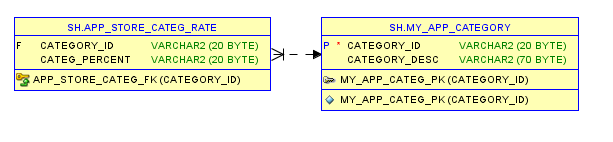 SH.APP_STORE_CATEG_RATE
F CATEGORY_ID VARCHAR2 (20 BYTE)
CATEG_PERCENT VARCHAR2 (20 BYTE)
APP_STORE_CATEG_FK (CATEGORY_ID)
SH.MY_APP_CATEGORY
P * CATEGORY_ID VARCHAR2 (20 BYTE)
CATEGORY_DESC VARCHAR2 (70 BYTE)
MY_APP_CATEG_PK (CATEGORY_ID)
MY_APP_CATEG_PK (CATEGORY_ID)